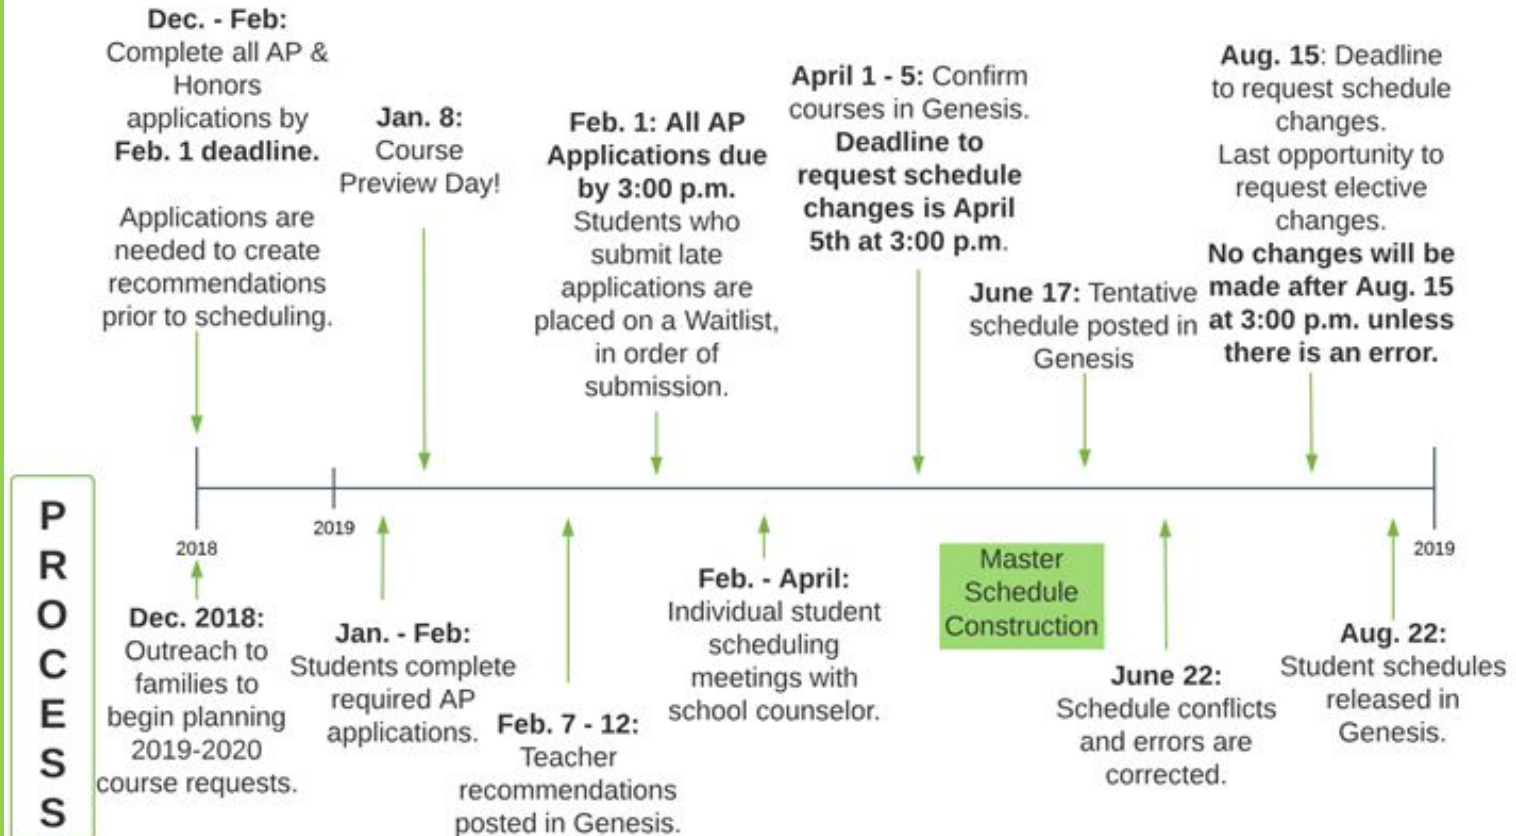 Dec. - Feb:
Complete all AP &
Honors
applications by
Feb. 1 deadline.
Applications are
needed to create
recommendations
prior to scheduling.
Jan. 8:
Course
Preview Day!
Feb. 1: All AP
Applications due
by 3:00 p.m.
Students who
submit late
applications are
placed on a Waitlist,
in order of
submission.
April 1 - 5: Confirm
courses in Genesis.
Deadline to
request schedule
changes is April
5th at 3:00 p.m.
June 17: Tentative
schedule posted in
Genesis
Aug. 15: Deadline
to request schedule
changes.
Last opportunity to
request elective
changes.
No changes will be
made after Aug. 15
at 3:00 p.m. unless
there is an error.
2018
2019
2019
P
R
O
C
E
S
S
Dec. 2018:
Outreach to
families to
begin planning
2019-2020
course requests.
Jan. - Feb:
Students complete
required AP
applications.
Feb. 7 - 12:
Teacher
recommendations
posted in Genesis.
Feb. - April:
Individual student
scheduling
meetings with
school counselor.
Master
Schedule
Construction
June 22:
Schedule conflicts
and errors are
corrected.
Aug. 22:
Student schedules
released in
Genesis.